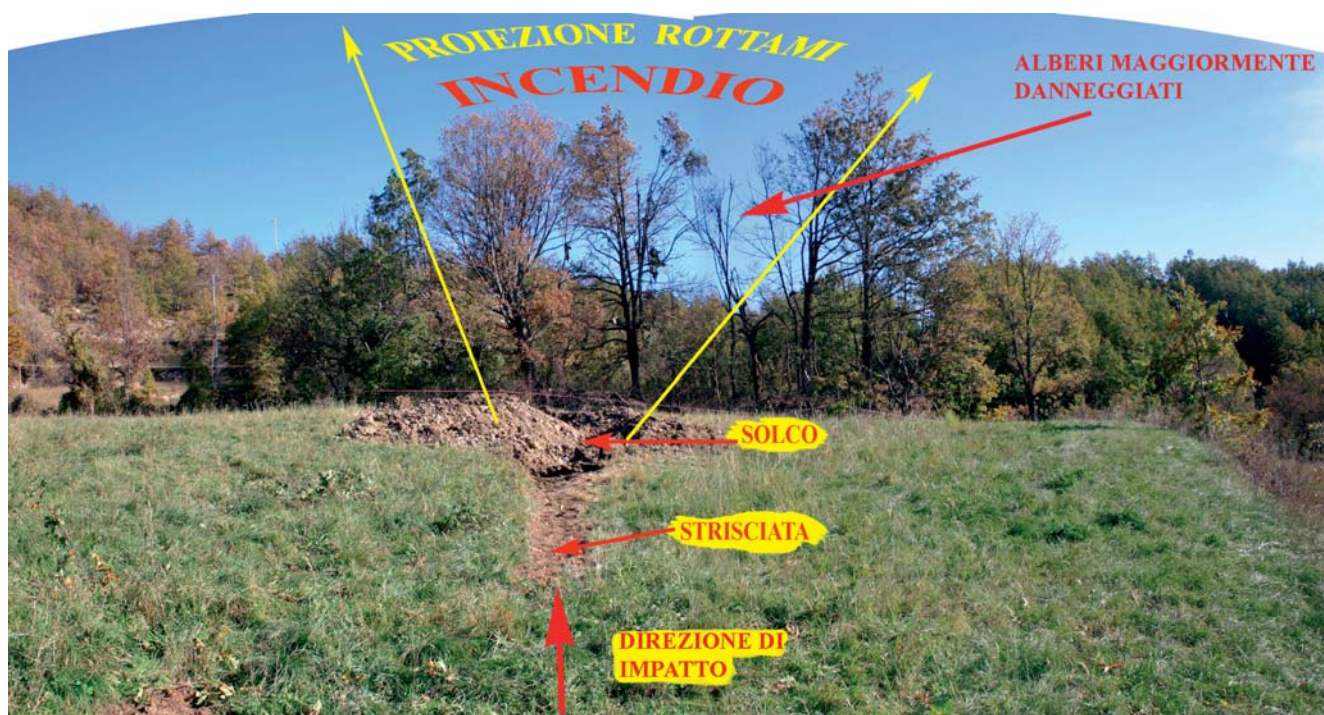 PROIEZIONE ROTTAMI
INCENDIO
ALBERI MAGGIORMENTE
DANNEGGIATI
SOLCO
STRISCIATA
DIREZIONE DI
IMPATTO